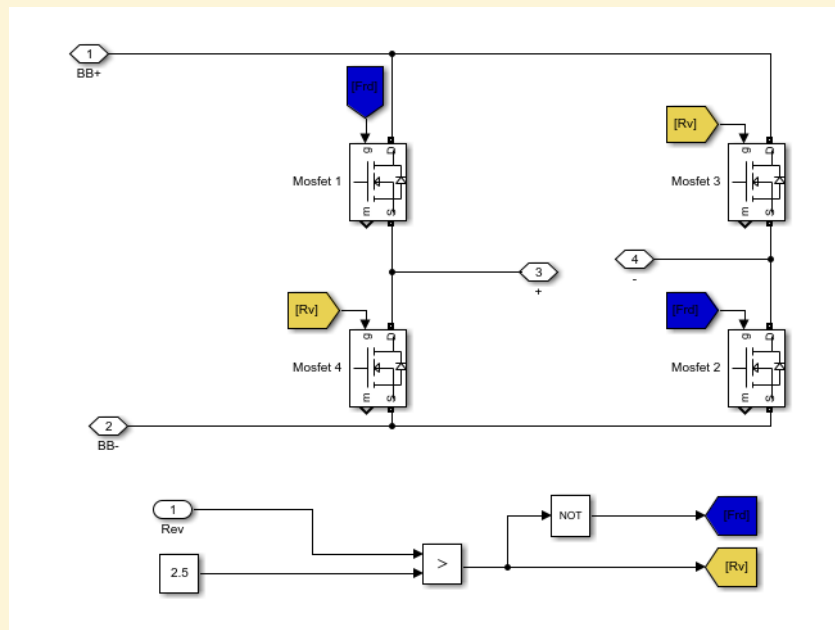 1
BB+
[Frd]
[Rv]
g
D
Mosfet 1
m
S
g
D
Mosfet 3
m
S
3
+
4
-
[Rv]
[Frd]
g
D
Mosfet 4
m
S
g
D
Mosfet 2
m
S
2
BB-
1
Rev
NOT
[Frd]
2.5
>
[Rv]